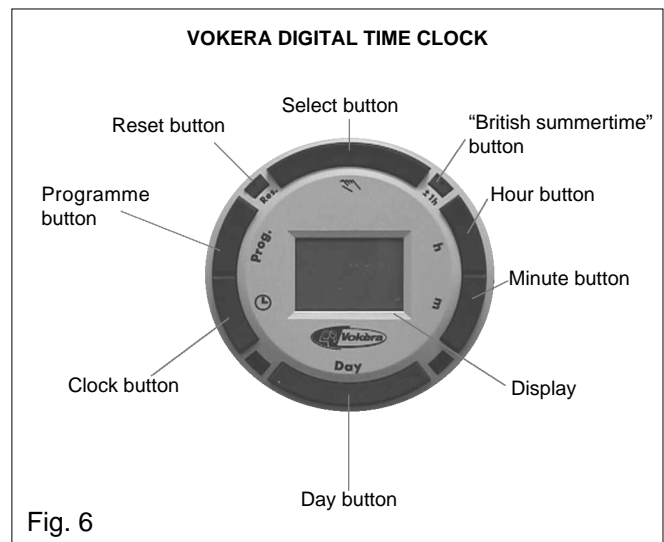 VOKERA DIGITAL TIME CLOCK
Select button
Reset button
“British summertime”
button
Programme
button
Hour button
Res.
±1h
Prog.
h
Minute button
m
Vokèra
Day
Clock button
Display
Day button
Fig. 6